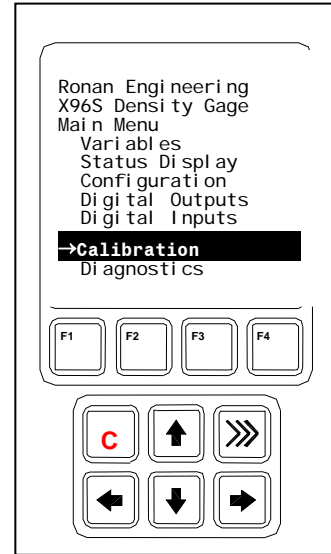 Ronan Engineering
X96S Density Gage
Main Menu
Variables
Status Display
Configuration
Digital Outputs
Digital Inputs
→Calibration
Diagnostics
F1 F2 F3 F4
C